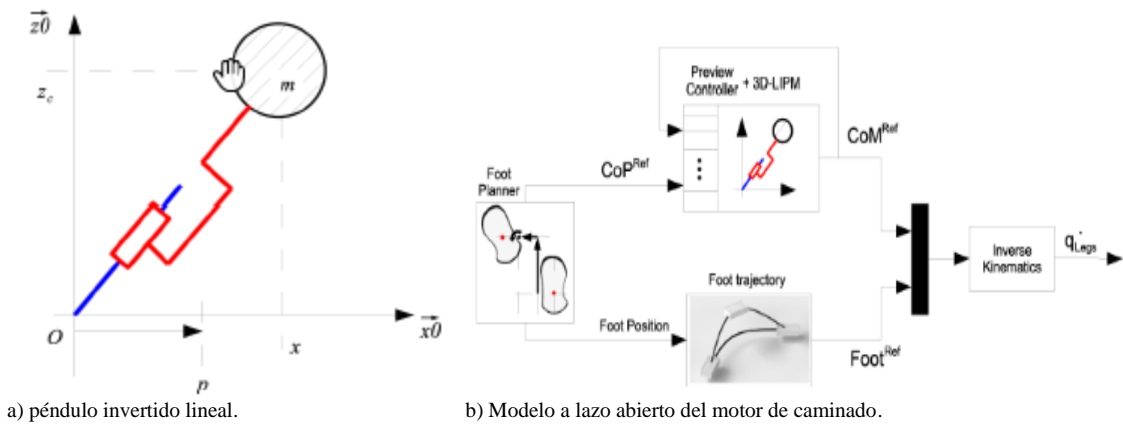 z0
z_c
m
O
x
x0
p
Preview
Controller + 3D-LIPM
CoM^Ref
CoP^Ref
Foot
Planner
Inverse
Kinematics
q̇_Legs
Foot trajectory
Foot Position
Foot^Ref
a) péndulo invertido lineal.
b) Modelo a lazo abierto del motor de caminado.